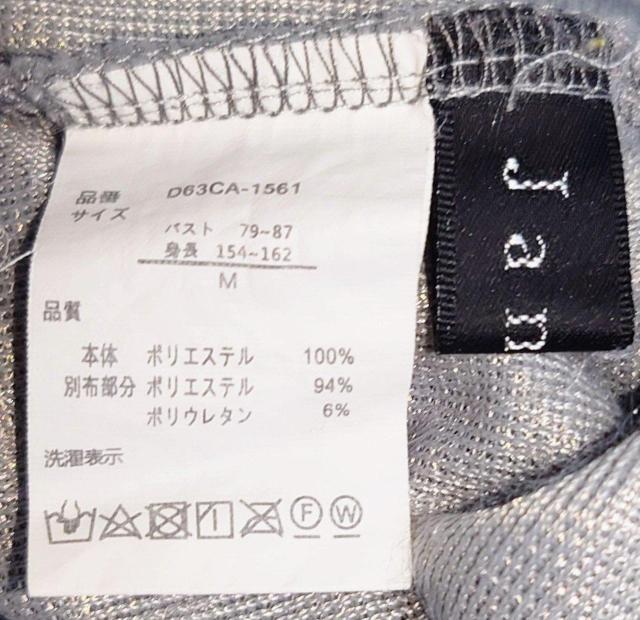 品番 D63CA-1561
サイズ
バスト 79~87
身長 154~162
M
品質
本体 ポリエステル 100%
別布部分 ポリエステル 94%
ポリウレタン 6%
洗濯表示
F W
Jan